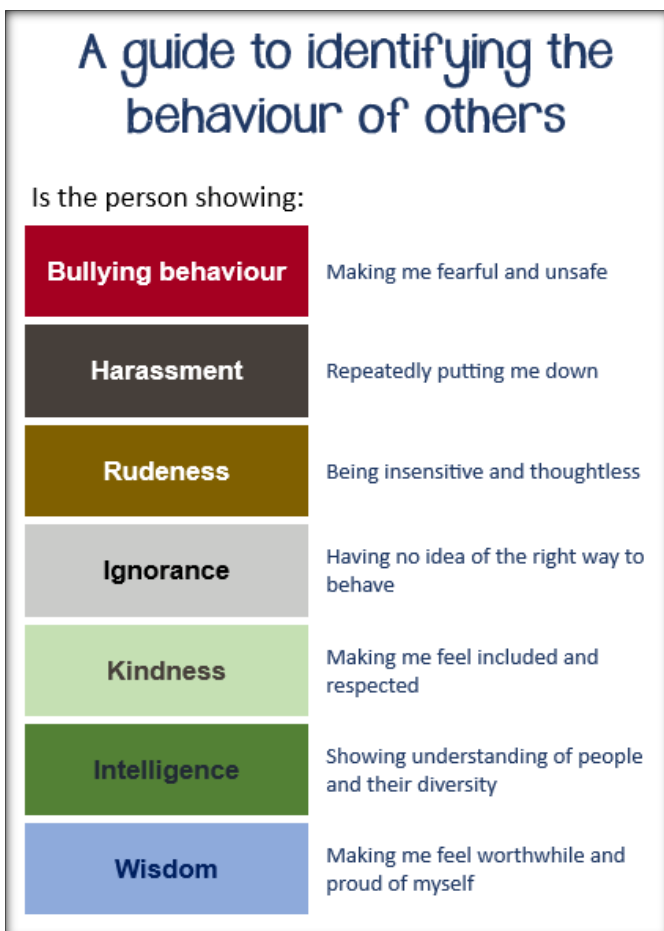 A guide to identifying the
behaviour of others
Is the person showing:
Bullying behaviour
Making me fearful and unsafe
Harassment
Repeatedly putting me down
Rudeness
Being insensitive and thoughtless
Ignorance
Having no idea of the right way to
behave
Kindness
Making me feel included and
respected
Intelligence
Showing understanding of people
and their diversity
Wisdom
Making me feel worthwhile and
proud of myself